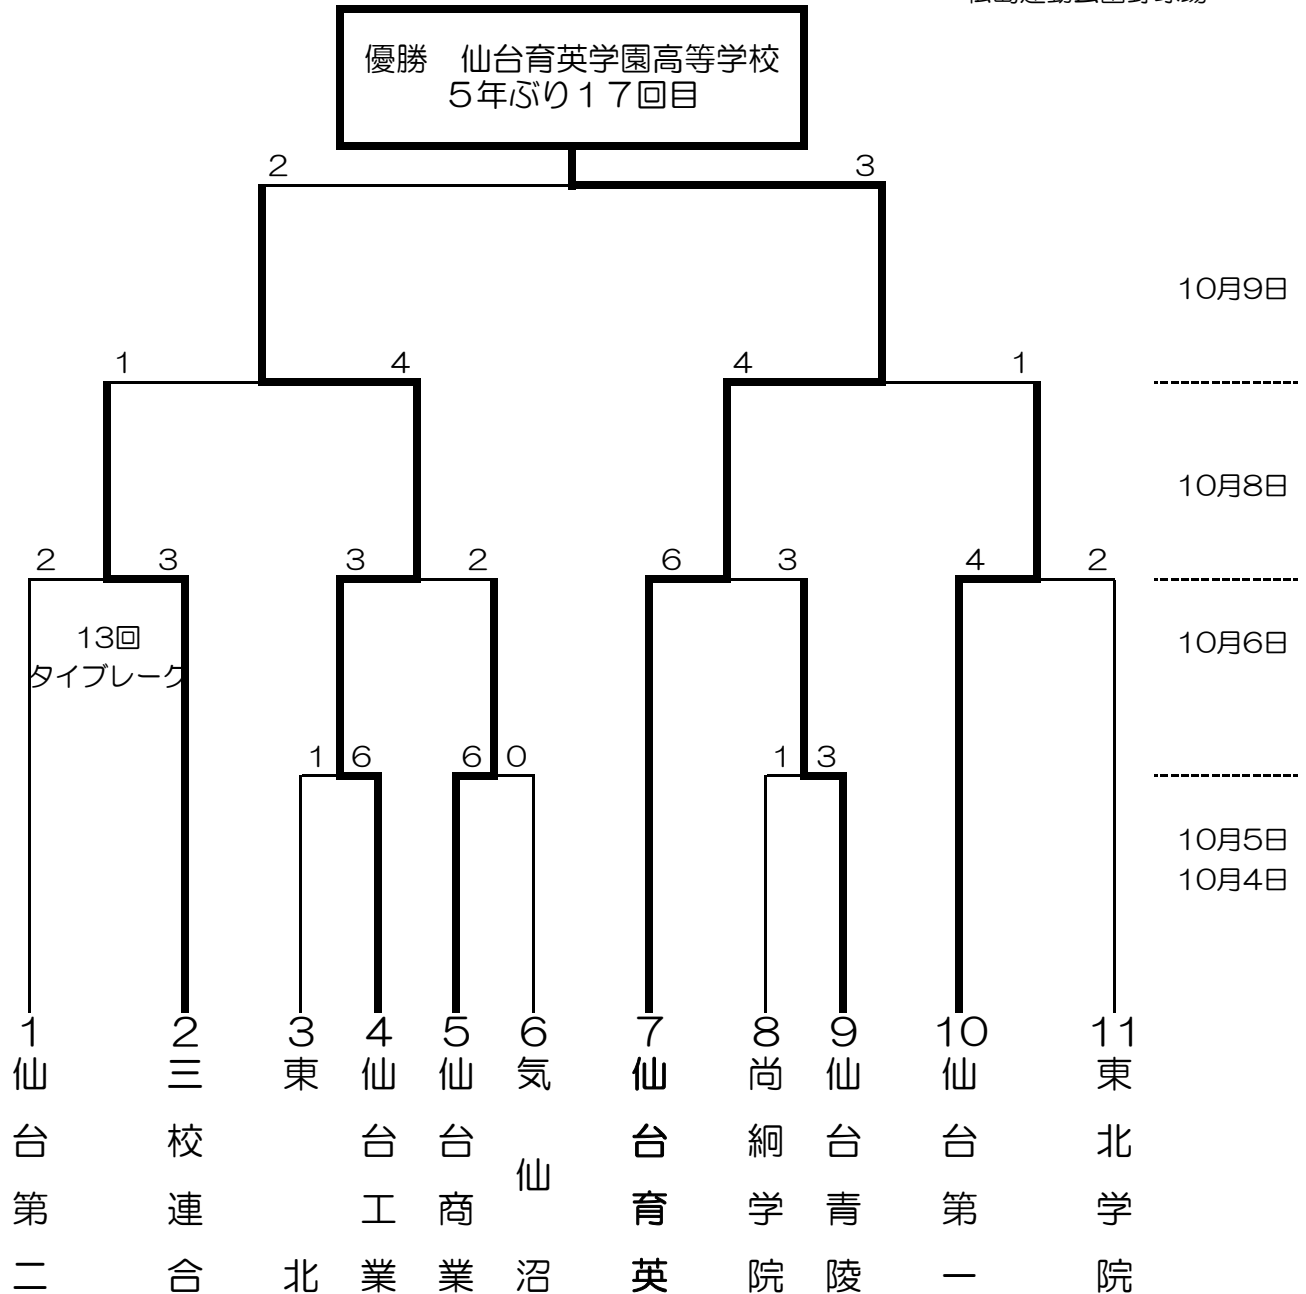 優勝　仙台育英学園高等学校
５年ぶり１７回目
2 3
10月9日
1 4 4 1
10月8日
2 3 3 2 6 3 4 2
13回
タイブレーク
10月6日
1 6 6 0 1 3
10月5日
10月4日
1 2 3 4 5 6 7 8 9 10 11
仙台第二
三校連合
東北
仙台工業
仙台商業
気仙沼
仙台育英
尚絅学院
仙台青陵
仙台第一
東北学院